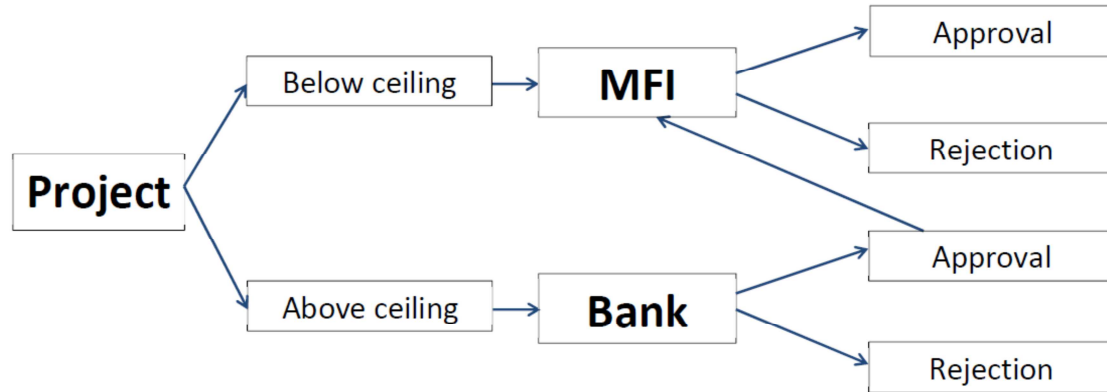 Project
Below ceiling
Above ceiling
MFI
Bank
Approval
Rejection
Approval
Rejection